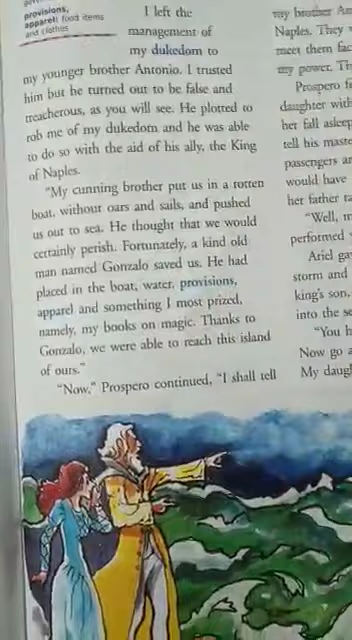 provisions,
apparel: food items
and clothes
I left the
management of
my dukedom to
my younger brother Antonio. I trusted
him but he turned out to be false and
treacherous, as you will see. He plotted to
rob me of my dukedom and he was able
to do so with the aid of his ally, the King
of Naples.
"My cunning brother put us in a rotten
boat, without oars and sails, and pushed
us out to sea. He thought that we would
certainly perish. Fortunately, a kind old
man named Gonzalo saved us. He had
placed in the boat, water, provisions,
apparel and something I most prized,
namely, my books on magic. Thanks to
Gonzalo, we were able to reach this island
of ours."
"Now," Prospero continued, "I shall tell
my brother
Naples. They
meet them
my power.
Prospero
daughter with
her fall asleep
tell his
passengers
would have
her father
"Well,
performed
Ariel
storm and
king's son,
into the
"You
Now go
My